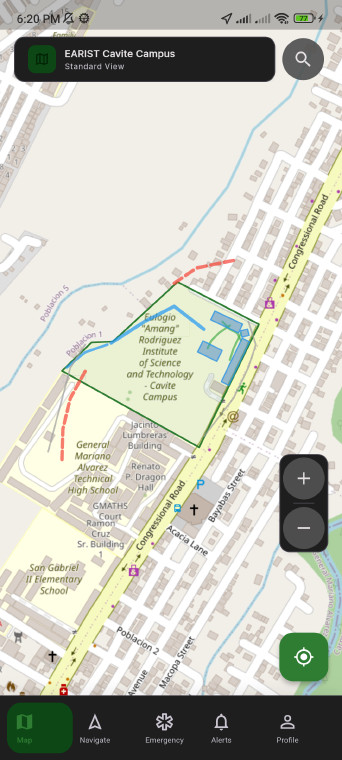 6:20 PM
77
Family
EARIST Cavite Campus
Standard View
Congressional Road
Poblacion 5
Poblacion 1
Eulogio
"Amang"
Rodriguez
Institute
of Science
and Technology
- Cavite
Campus
Jacinto
Lumbreras
Building
General
Mariano
Alvarez
Technical
High School
Renato
P. Dragon
Hall
GMATHS
Court
Ramon
Cruz
Sr. Building
1
P
Congressional Road
Bayabas Street
Acacia Lane
San Gabriel
II Elementary
School
Poblacion 2
Macopa Street
Avenue
+
−
Map
Navigate
Emergency
Alerts
Profile